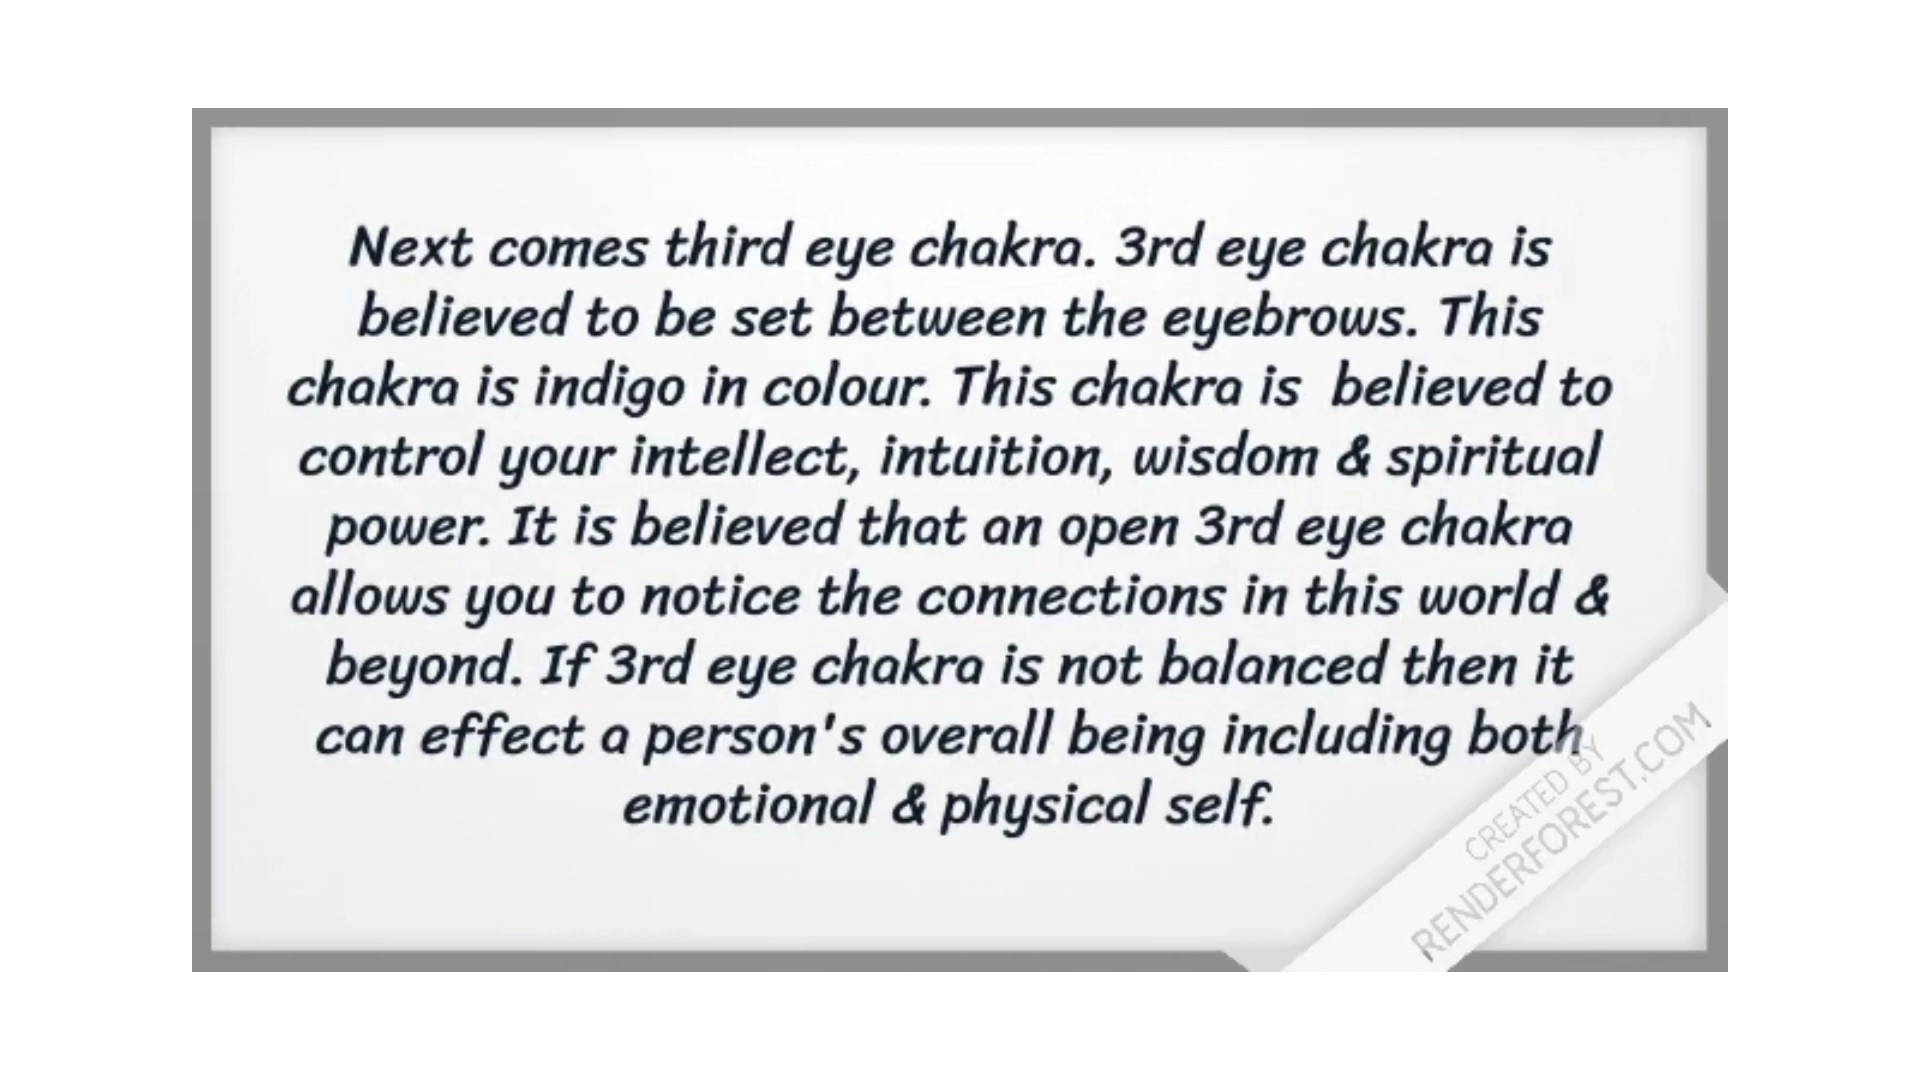 Next comes third eye chakra. 3rd eye chakra is
believed to be set between the eyebrows. This
chakra is indigo in colour. This chakra is  believed to
control your intellect, intuition, wisdom & spiritual
power. It is believed that an open 3rd eye chakra
allows you to notice the connections in this world &
beyond. If 3rd eye chakra is not balanced then it
can effect a person's overall being including both
emotional & physical self.
CREATED BY
RENDERFOREST.COM